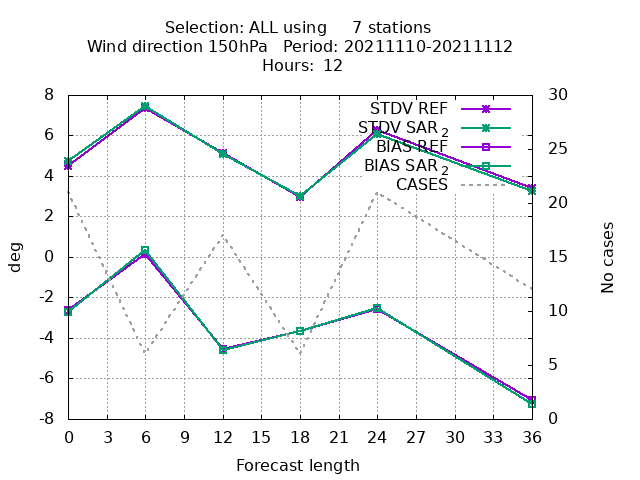 Selection: ALL using 7 stations
Wind direction 150hPa Period: 20211110-20211112
Hours: 12
8 30
STDV REF
6 STDV SAR 2 25
BIAS REF
4 BIAS SAR 2
CASES
2 20
0 15
-2
-4 10
-6 5
-8 0
deg
No cases
0 3 6 9 12 15 18 21 24 27 30 33 36
Forecast length